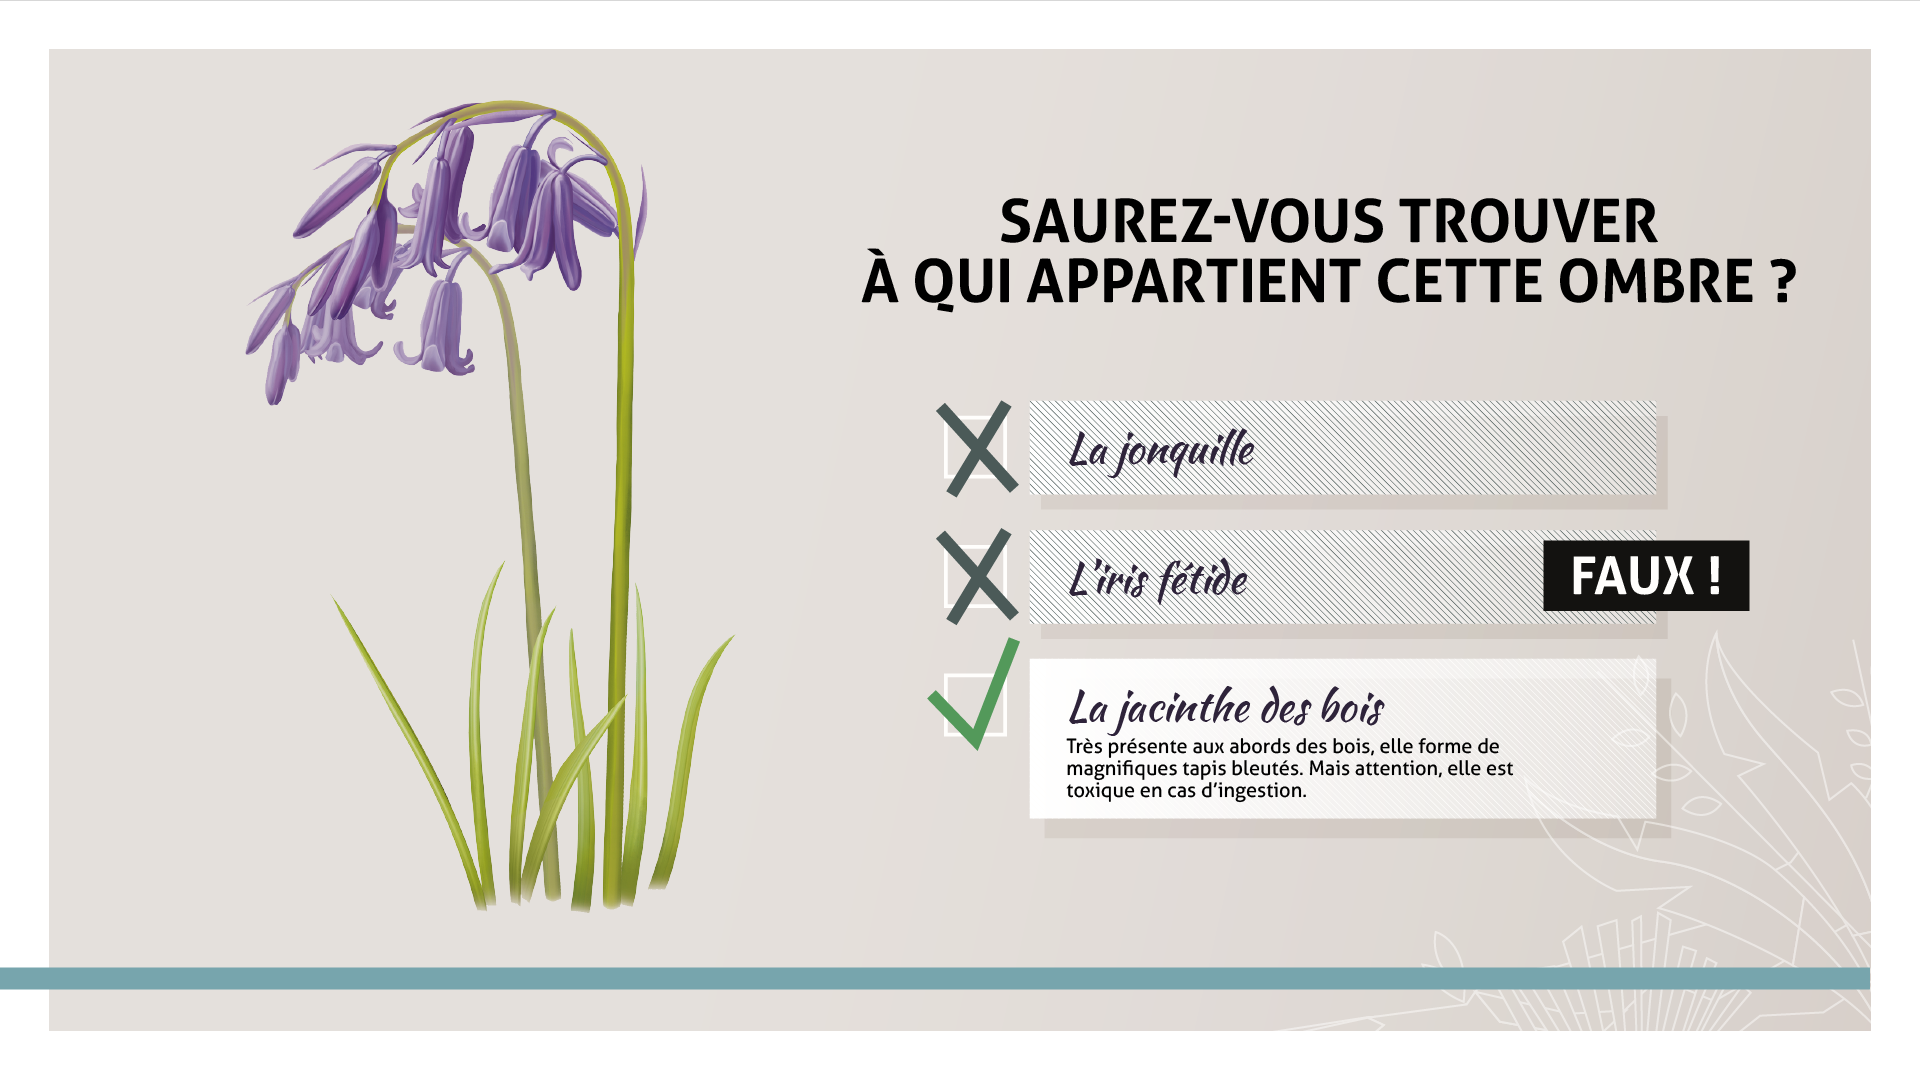 SAUREZ-VOUS TROUVER
À QUI APPARTIENT CETTE OMBRE ?
La jonquille
L'iris fétide
FAUX !
La jacinthe des bois
Très présente aux abords des bois, elle forme de
magnifiques tapis bleutés. Mais attention, elle est
toxique en cas d'ingestion.